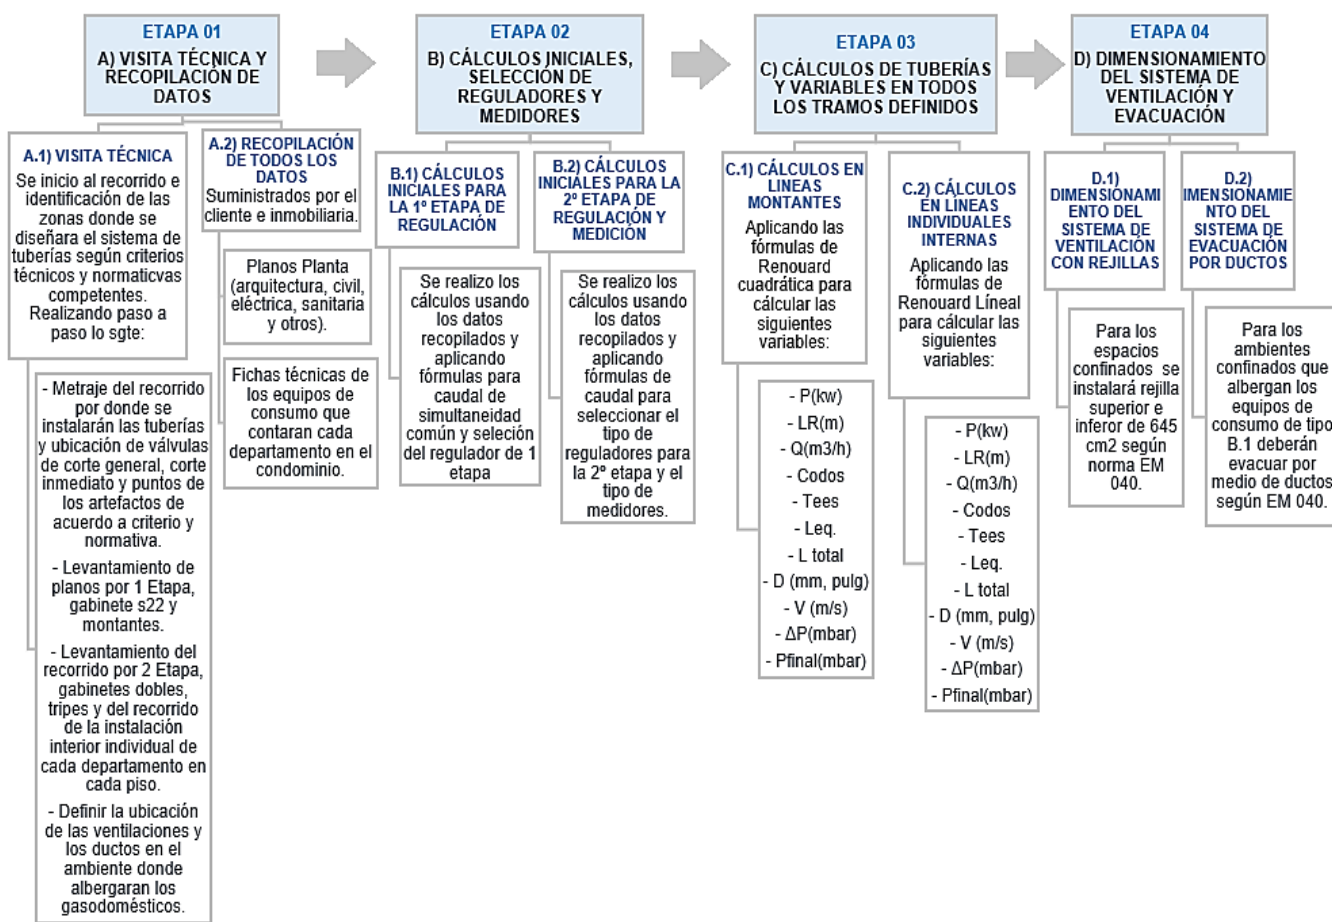 ETAPA 01
A) VISITA TÉCNICA Y
RECOPILACIÓN DE
DATOS
A.1) VISITA TÉCNICA
Se inicio al recorrido e
identificación de las
zonas donde se
diseñara el sistema de
tuberías según criterios
técnicos y normaticvas
competentes.
Realizando paso a
paso lo sgte:
- Metraje del recorrido
por donde se
instalarán las tuberías
y ubicación de válvulas
de corte general, corte
inmediato y puntos de
los artefactos de
acuerdo a criterio y
normativa.
- Levantamiento de
planos por 1 Etapa,
gabinete s22 y
montantes.
- Levantamiento del
recorrido por 2 Etapa,
gabinetes dobles,
tripes y del recorrido
de la instalación
interior individual de
cada departamento en
cada piso.
- Definir la ubicación
de las ventilaciones y
los ductos en el
ambiente donde
albergaran los
gasodomésticos.
A.2) RECOPILACIÓN
DE TODOS LOS
DATOS
Suministrados por el
cliente e inmobiliaria.
Planos Planta
(arquitectura, civil,
eléctrica, sanitaria
y otros).
Fichas técnicas de
los equipos de
consumo que
contaran cada
departamento en el
condominio.
ETAPA 02
B) CÁLCULOS INICIALES,
SELECCIÓN DE
REGULADORES Y
MEDIDORES
B.1) CÁLCULOS
INICIALES PARA
LA 1º ETAPA DE
REGULACIÓN
Se realizo los
cálculos usando
los datos
recopilados y
aplicando
fórmulas para
caudal de
simultaneidad
común y seleción
del regulador de 1
etapa
B.2) CÁLCULOS
INICIALES PARA LA
2º ETAPA DE
REGULACIÓN Y
MEDICIÓN
Se realizo los
cálculos usando
los datos
recopilados y
aplicando
fórmulas de
caudal para
seleccionar el
tipo de
reguladores para
la 2º etapa y el
tipo de
medidores.
ETAPA 03
C) CÁLCULOS DE TUBERÍAS
Y VARIABLES EN TODOS
LOS TRAMOS DEFINIDOS
C.1) CÁLCULOS EN
LINEAS
MONTANTES
Aplicando las
fórmulas de
Renouard
cuadrática para
cálcular las
siguientes
variables:
- P(kw)
- LR(m)
- Q(m3/h)
- Codos
- Tees
- Leq.
- L total
- D (mm, pulg)
- V (m/s)
- ΔP(mbar)
- Pfinal(mbar)
C.2) CÁLCULOS
EN LINEAS
INDIVIDUALES
INTERNAS
Aplicando las
fórmulas de
Renouard Líneal
para cálcular las
siguientes
variables:
- P(kw)
- LR(m)
- Q(m3/h)
- Codos
- Tees
- Leq.
- L total
- D (mm, pulg)
- V (m/s)
- ΔP(mbar)
- Pfinal(mbar)
ETAPA 04
D) DIMENSIONAMIENTO
DEL SISTEMA DE
VENTILACIÓN Y
EVACUACIÓN
D.1)
DIMENSIONAMI
ENTO DEL
SISTEMA DE
VENTILACIÓN
CON REJILLAS
Para los
espacios
confinados se
instalará rejilla
superior e
inferor de 645
cm2 según
norma EM
040.
D.2)
IMENSIONAMIE
NTO DEL
SISTEMA DE
EVACUACIÓN
POR DUCTOS
Para los
ambientes
confinados que
albergan los
equipos de
consumo de tipo
B.1 deberán
evacuar por
medio de ductos
según EM 040.